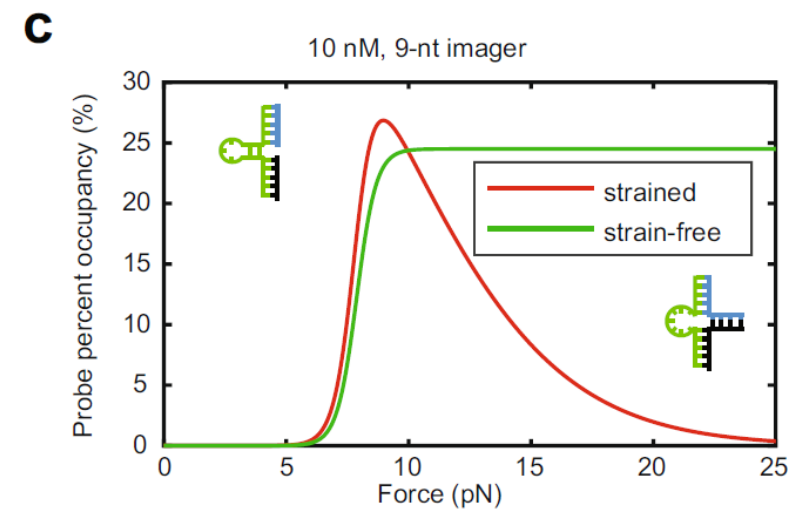 c
10 nM, 9-nt imager
Probe percent occupancy (%)
30
25
20
15
10
5
0
strained
strain-free
0 5 10 15 20 25
Force (pN)